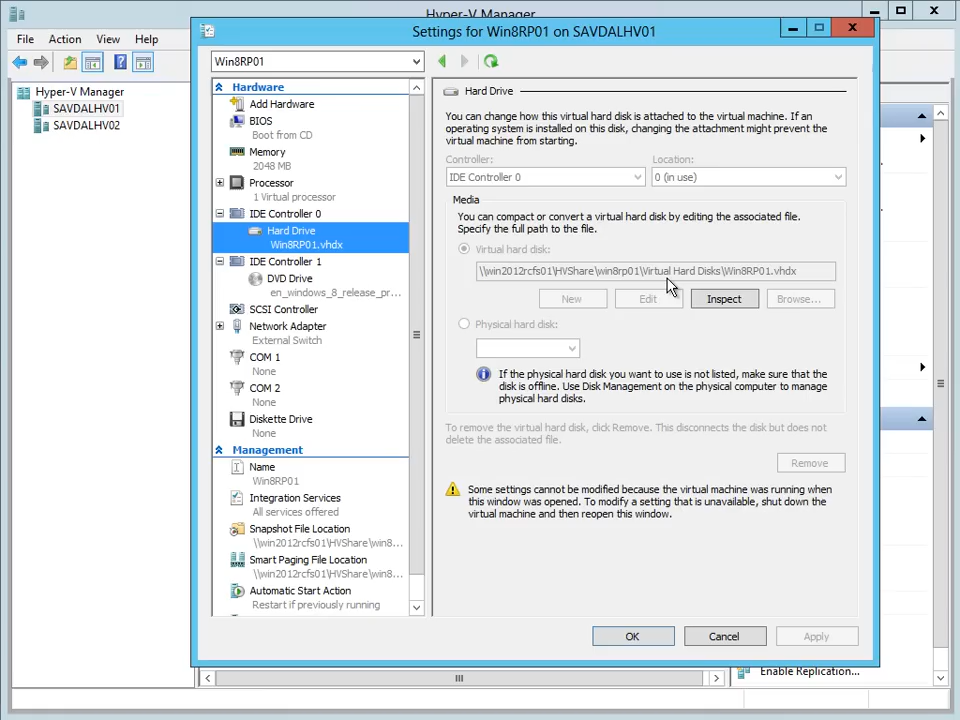 Hyper-V Manager
Settings for Win8RP01 on SAVDALHV01
File Action View Help
Hyper-V Manager
SAVDALHV01
SAVDALHV02
Win8RP01
Hardware
Add Hardware
BIOS
Boot from CD
Memory
2048 MB
Processor
1 Virtual processor
IDE Controller 0
Hard Drive
Win8RP01.vhdx
IDE Controller 1
DVD Drive
en_windows_8_release_pr...
SCSI Controller
Network Adapter
External Switch
COM 1
None
COM 2
None
Diskette Drive
None
Management
Name
Win8RP01
Integration Services
All services offered
Snapshot File Location
\\win2012rcfs01\HVShare\win8...
Smart Paging File Location
\\win2012rcfs01\HVShare\win8...
Automatic Start Action
Restart if previously running
Hard Drive
You can change how this virtual hard disk is attached to the virtual machine. If an
operating system is installed on this disk, changing the attachment might prevent the
virtual machine from starting.
Controller: Location:
IDE Controller 0 0 (in use)
Media
You can compact or convert a virtual hard disk by editing the associated file.
Specify the full path to the file.
Virtual hard disk:
\\win2012rcfs01\HVShare\win8rp01\Virtual Hard Disks\Win8RP01.vhdx
New Edit Inspect Browse...
Physical hard disk:
If the physical hard disk you want to use is not listed, make sure that the
disk is offline. Use Disk Management on the physical computer to manage
physical hard disks.
To remove the virtual hard disk, click Remove. This disconnects the disk but does not
delete the associated file.
Remove
Some settings cannot be modified because the virtual machine was running when
this window was opened. To modify a setting that is unavailable, shut down the
virtual machine and then reopen this window.
OK Cancel Apply
Enable Replication...